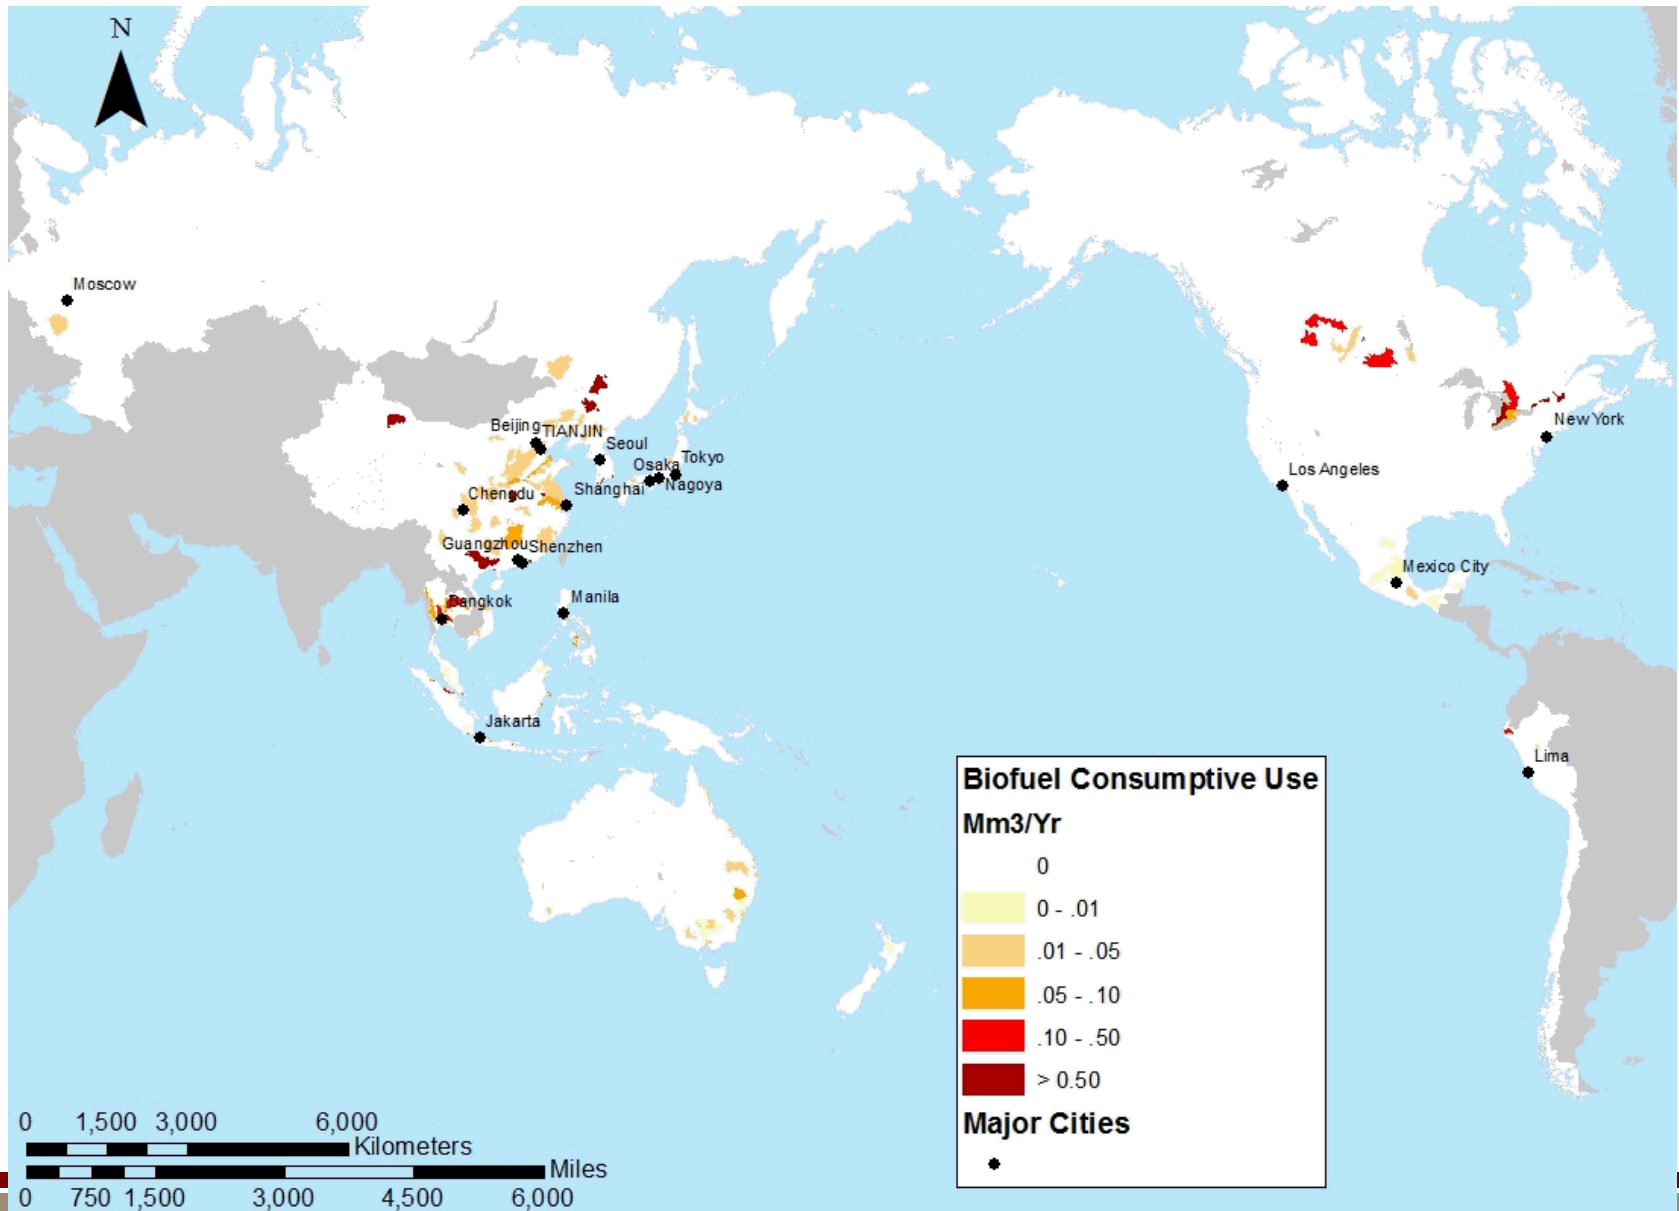 N
Moscow
Beijing
TIANJIN
Seoul
Osaka
Tokyo
Nagoya
Chengdu
Shanghai
Guangzhou
Shenzhen
Bangkok
Manila
Jakarta
New York
Los Angeles
Mexico City
Lima
Biofuel Consumptive Use
Mm3/Yr
0
0 - .01
.01 - .05
.05 - .10
.10 - .50
> 0.50
Major Cities
0 1,500 3,000 6,000
Kilometers
Miles
0 750 1,500 3,000 4,500 6,000